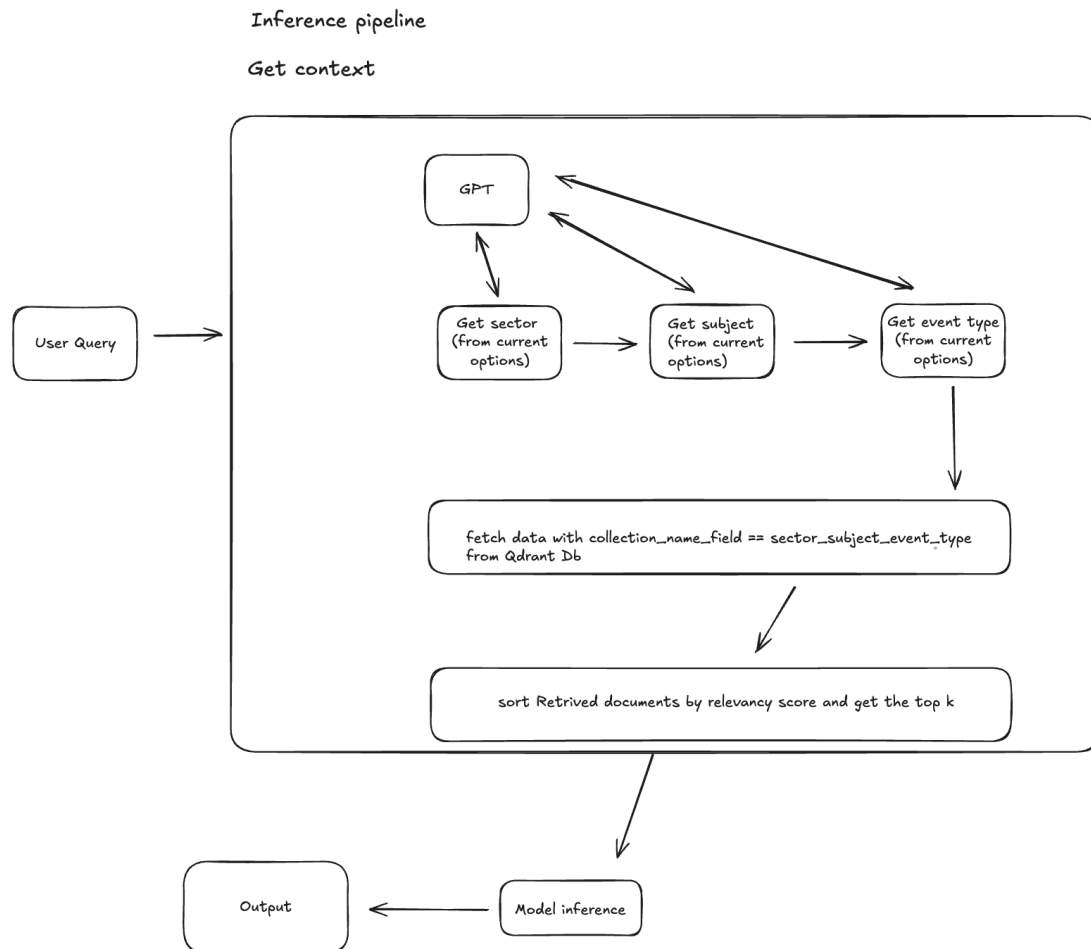 Inference pipeline
Get context
GPT
User Query
Get sector
(from current
options)
Get subject
(from current
options)
Get event type
(from current
options)
fetch data with collection_name_field == sector_subject_event_type
from Qdrant Db
sort Retrived documents by relevancy score and get the top k
Output
Model inference